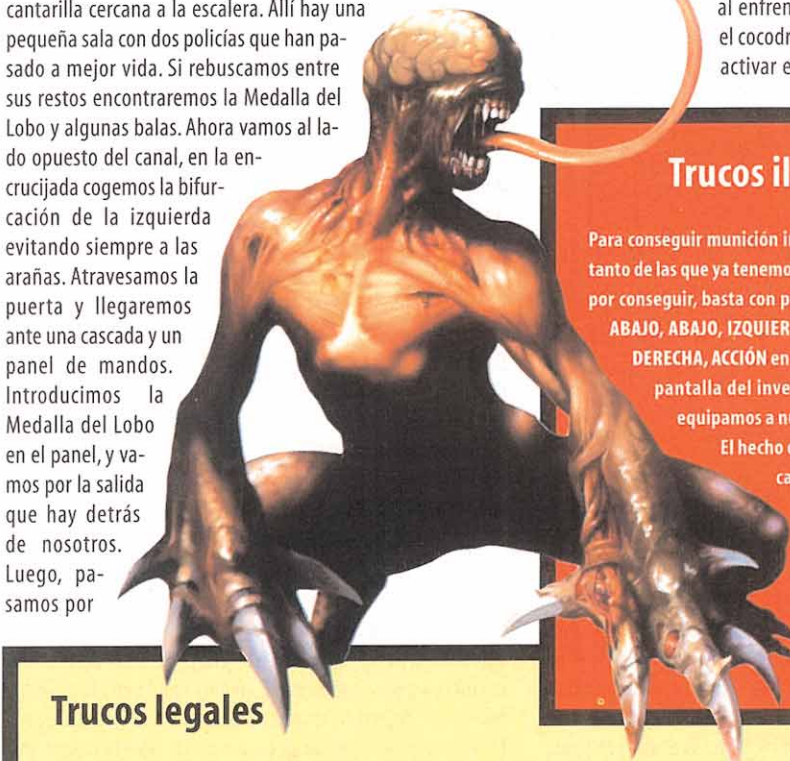 cantarilla cercana a la escalera. Allí hay una
pequeña sala con dos policías que han pa-
sado a mejor vida. Si rebuscamos entre
sus restos encontraremos la Medalla del
Lobo y algunas balas. Ahora vamos al la-
do opuesto del canal, en la en-
crucijada cogemos la bifur-
cación de la izquierda
evitando siempre a las
arañas. Atravesamos la
puerta y llegaremos
ante una cascada y un
panel de mandos.
Introducimos la
Medalla del Lobo
en el panel, y va-
mos por la salida
que hay detrás
de nosotros.
Luego, pa-
samos por
Trucos legales
al enfren
el cocodr
activar e
Trucos il
Para conseguir munición in
tanto de las que ya tenemo
por conseguir, basta con p
ABAJO, ABAJO, IZQUIER
DERECHA, ACCIÓN en
pantalla del inve
equipamos a nu
El hecho
ca